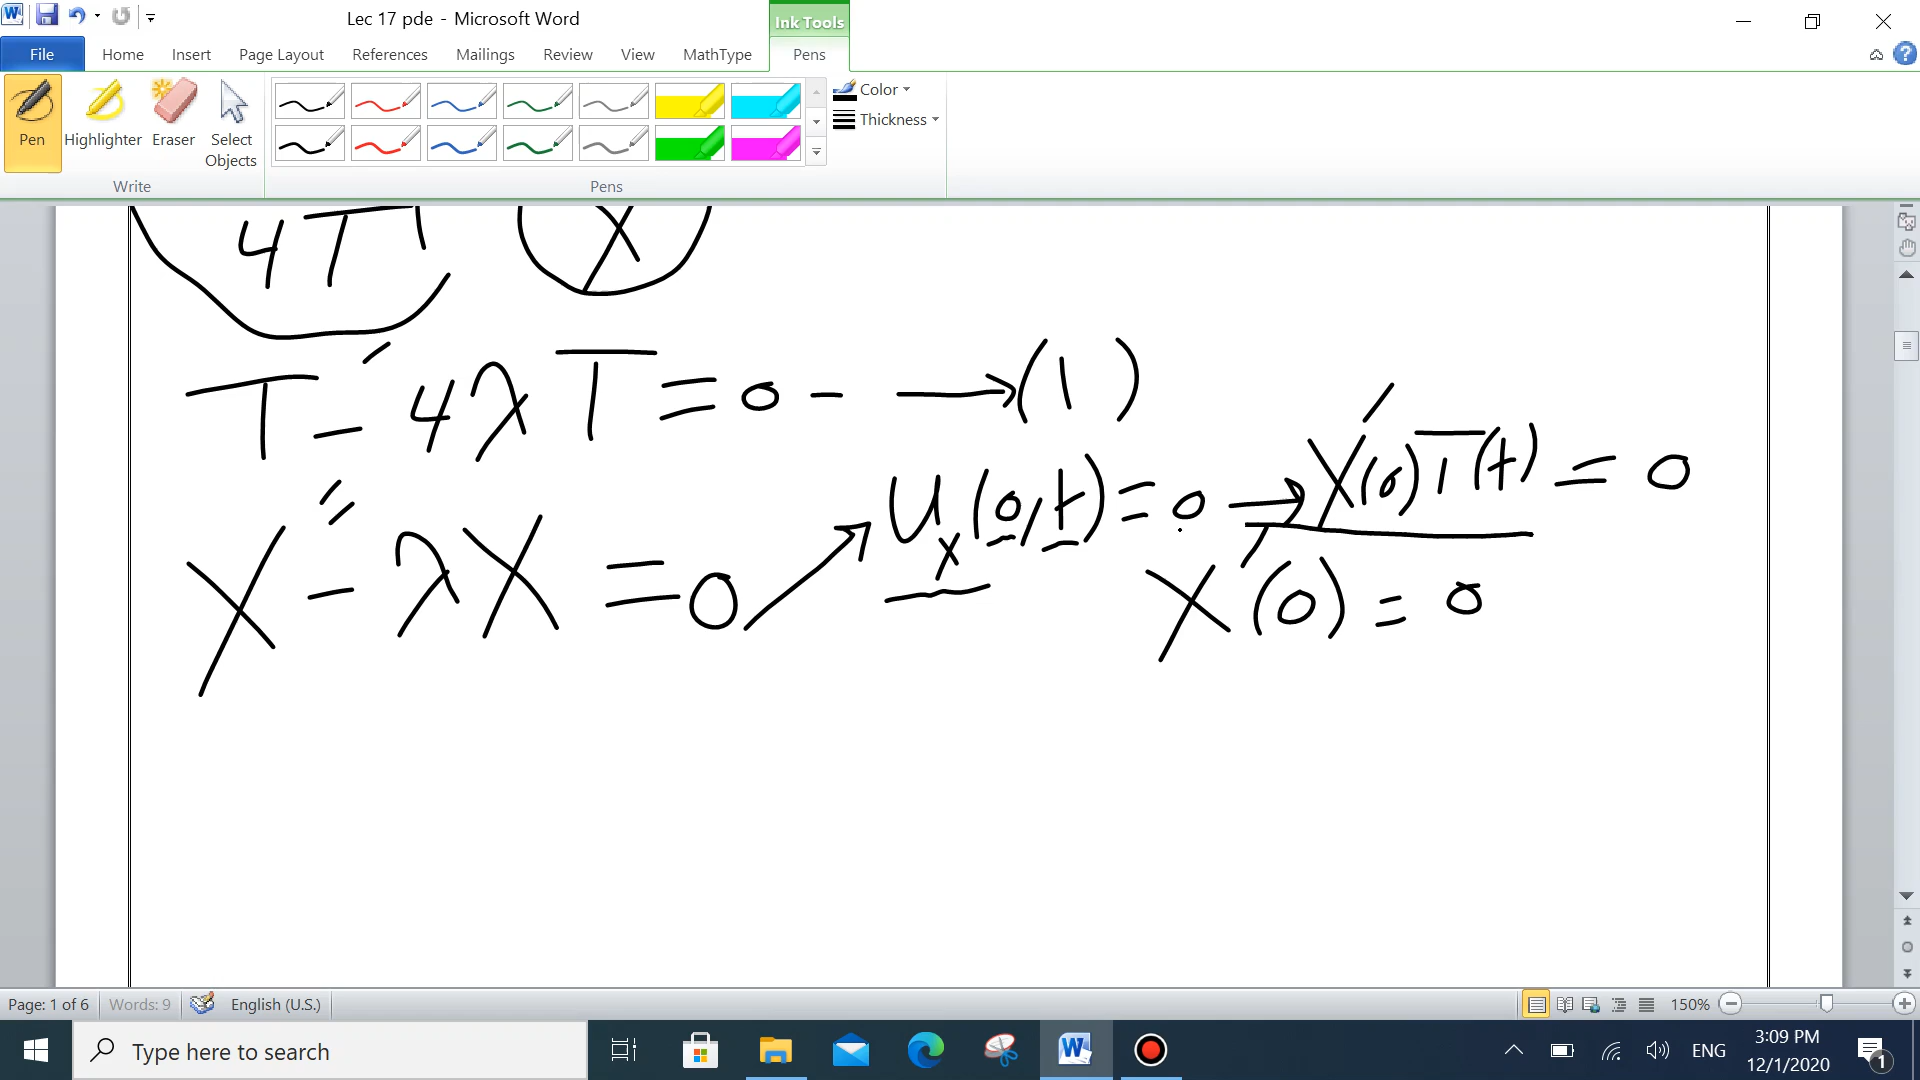 Lec 17 pde - Microsoft Word
Ink Tools
File Home Insert Page Layout References Mailings Review View MathType Pens
Pen Highlighter Eraser Select Objects
Color
Thickness
Write Pens
4T' X
T' - 4λT = 0 - → (1)
X'(0)T(t) = 0
U_x(0,t) = 0 →
X'' - λX = 0
X'(0) = 0
Page: 1 of 6 Words: 9 English (U.S.) 150%
Type here to search
ENG 3:09 PM
12/1/2020
1